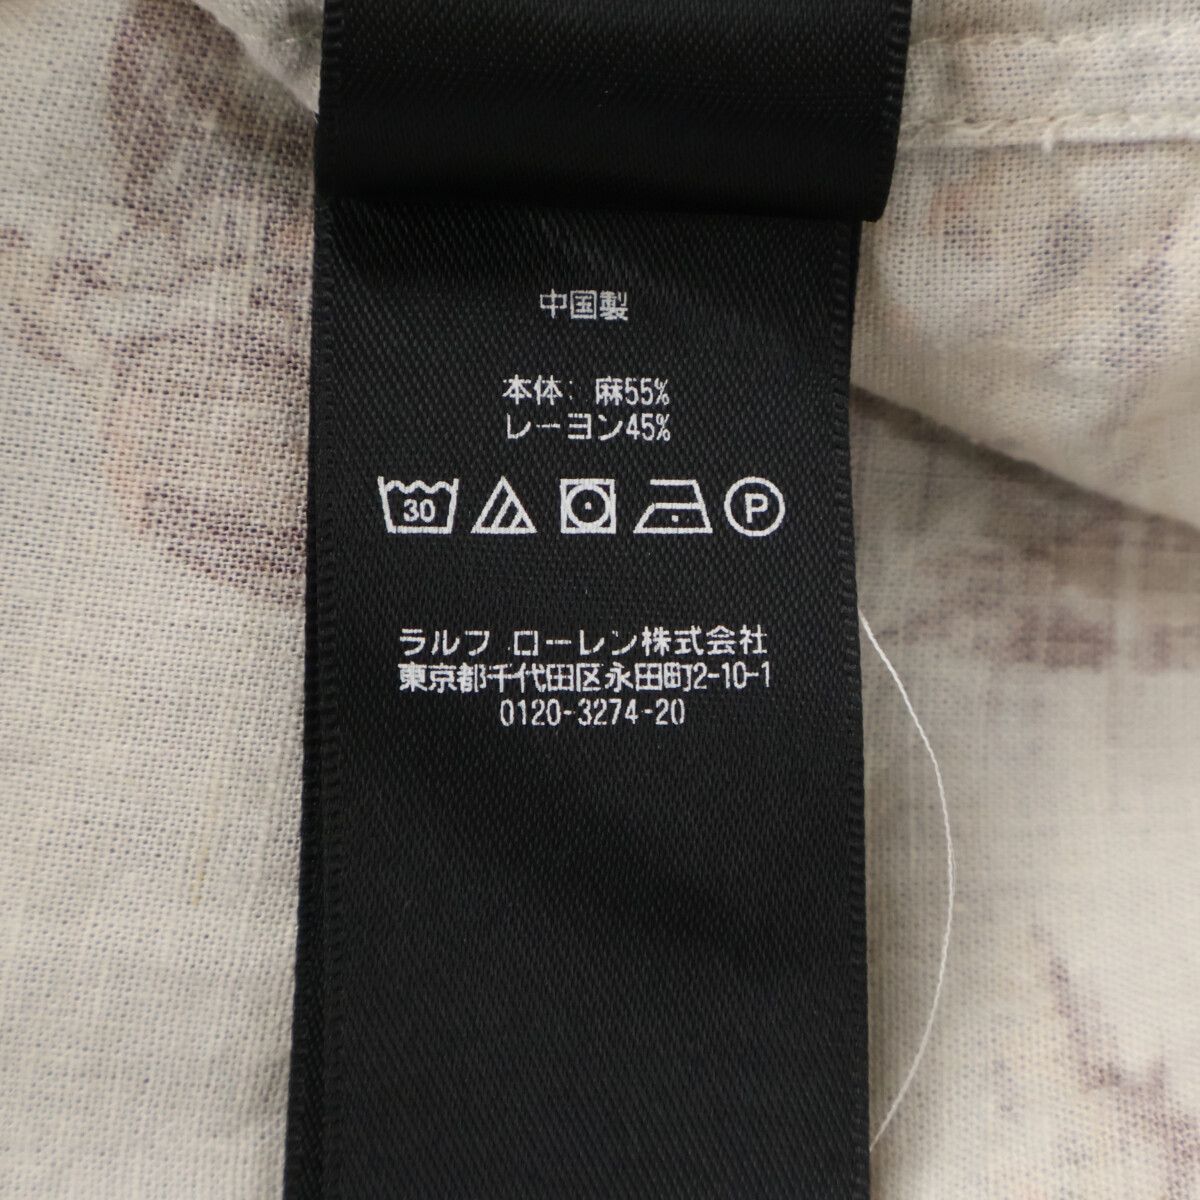 中国製
本体: 麻55%
レーヨン45%
30
P
ラルフ ローレン株式会社
東京都千代田区永田町2-10-1
0120-3274-20